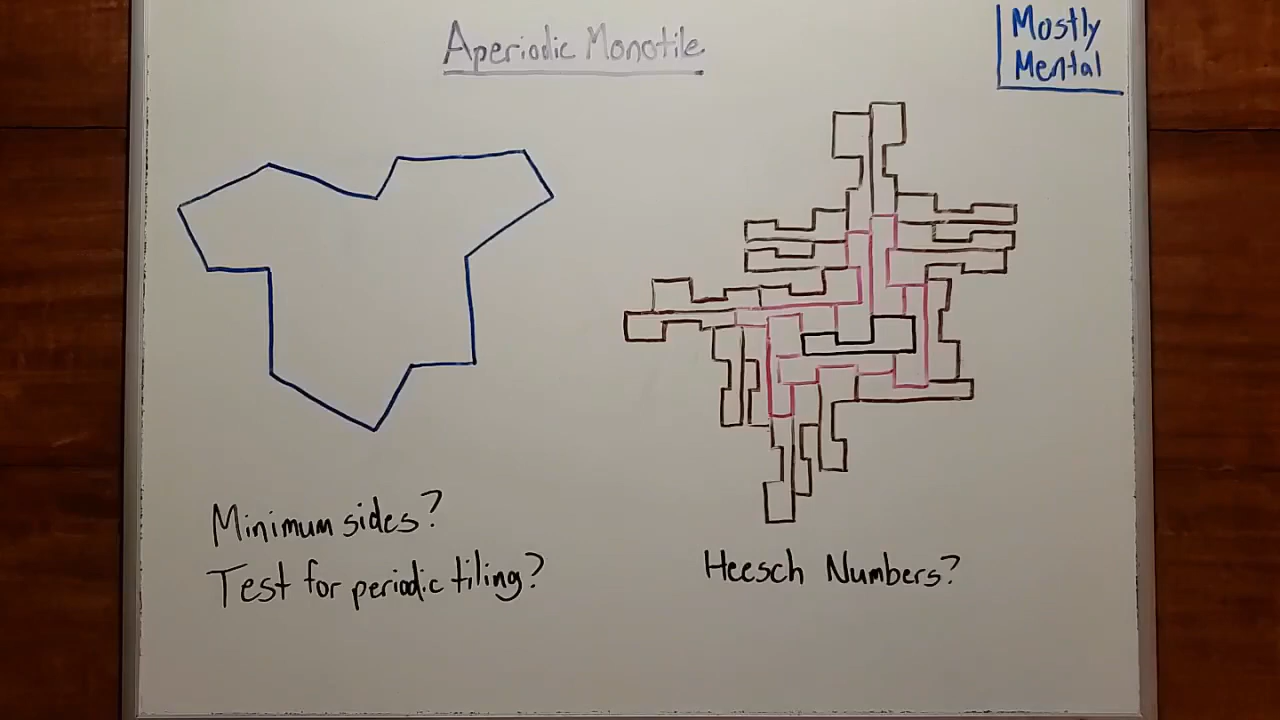 Aperiodic Monotile
Mostly
Mental
Minimum sides?
Test for periodic tiling?
Heesch Numbers?